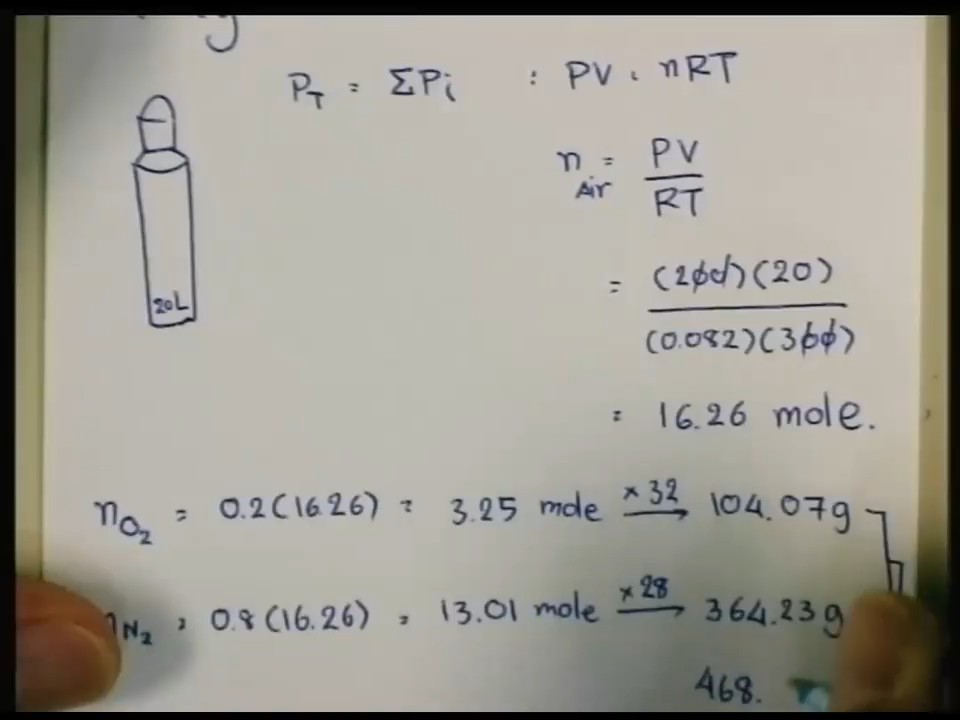 P_T = ΣPi : PV = nRT
n_Air = PV / RT
20L
= (200)(20) / (0.082)(300)
= 16.26 mole.
n_O2 = 0.2(16.26) = 3.25 mole ×32 → 104.07g
n_N2 = 0.8(16.26) = 13.01 mole ×28 → 364.23g
468.